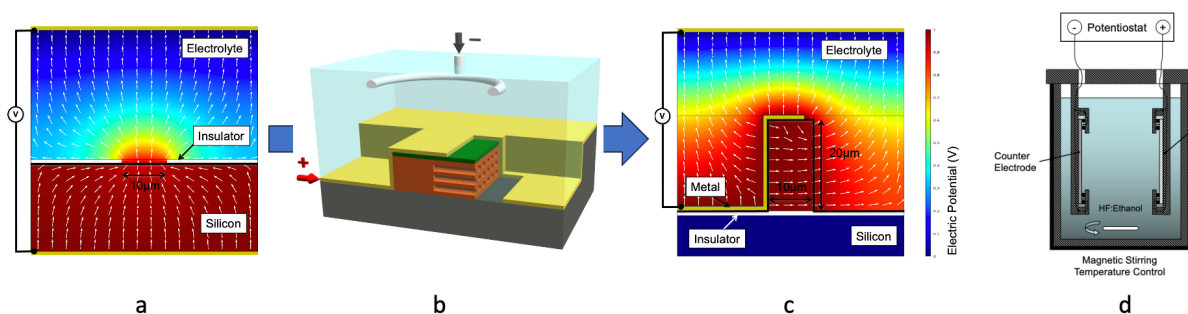 Electrolyte
V
Insulator
10μm
Silicon
a
−
+
b
Electrolyte
V
20μm
10μm
Metal
Insulator
Silicon
Electric Potential (V)
c
- Potentiostat +
Counter
Electrode
HF:Ethanol
Magnetic Stirring
Temperature Control
d